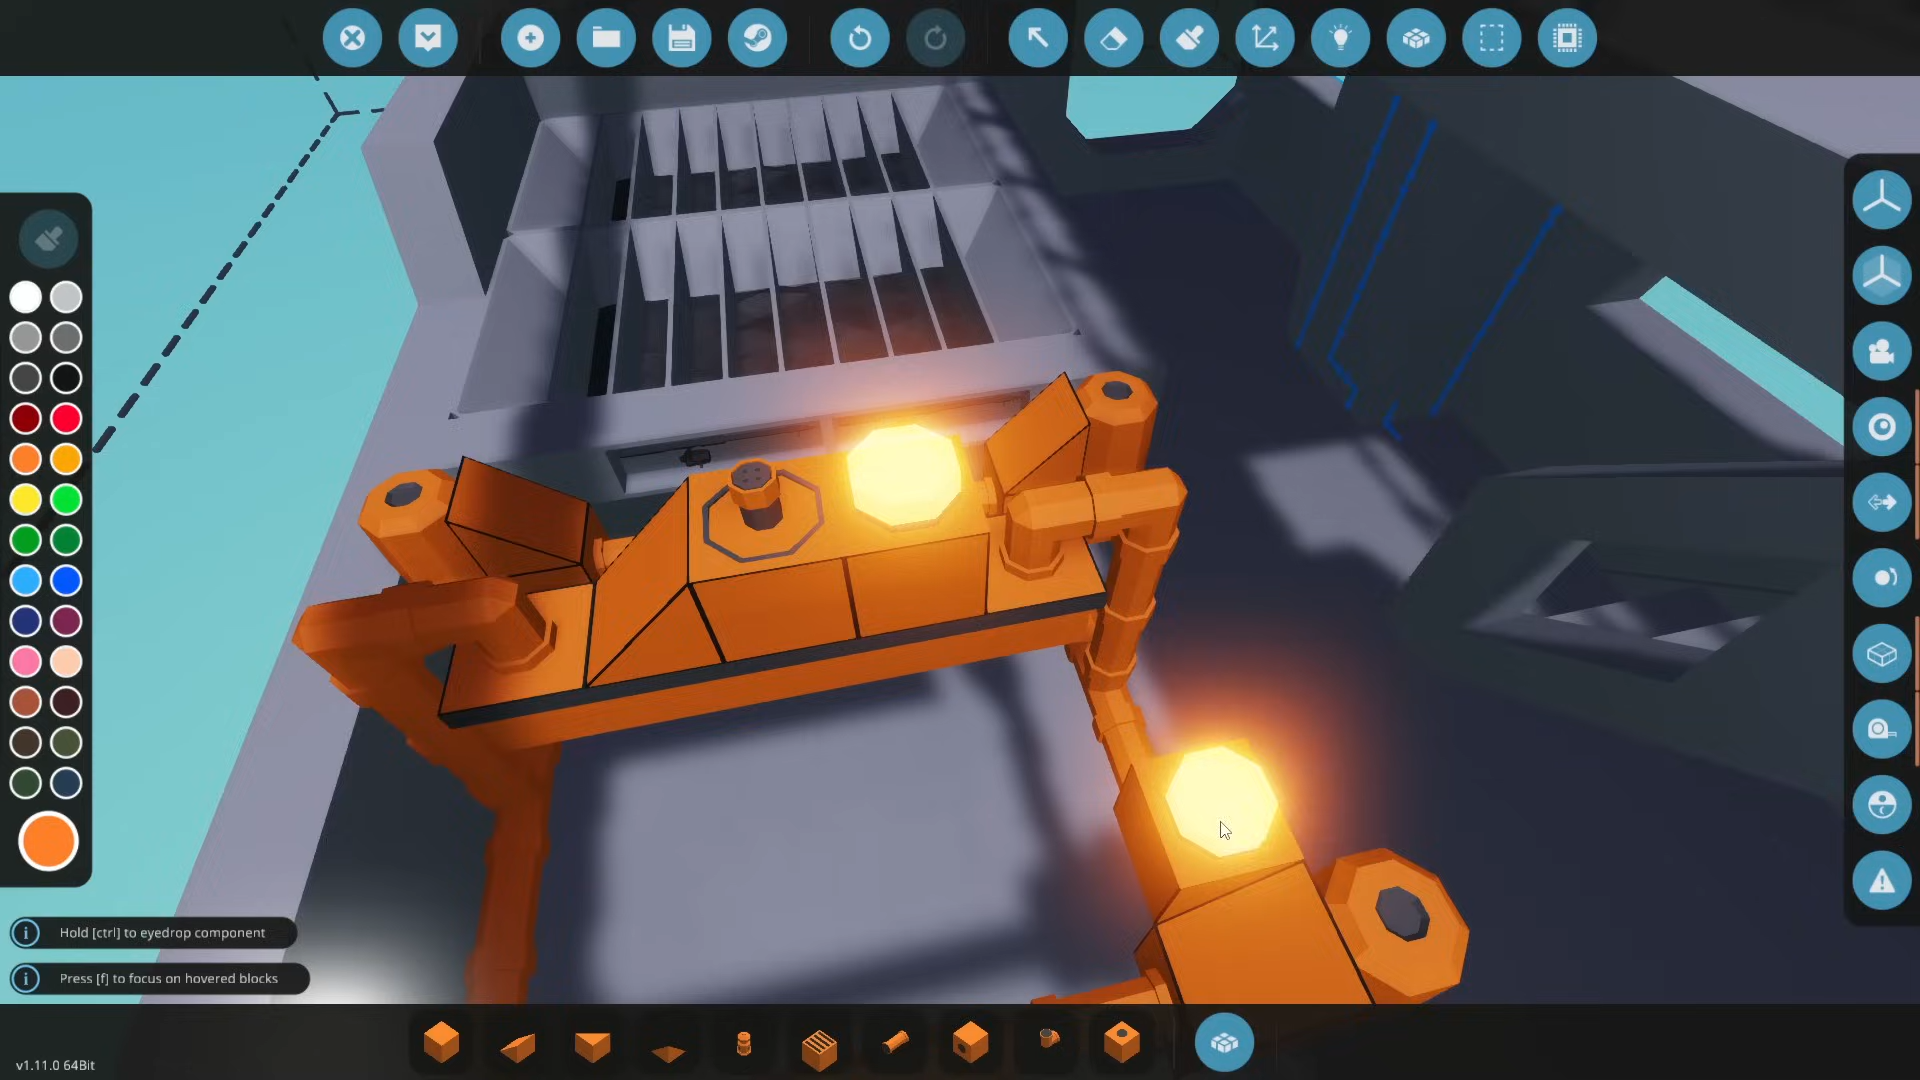 Hold [ctrl] to eyedrop component
Press [f] to focus on hovered blocks
v1.11.0 64Bit